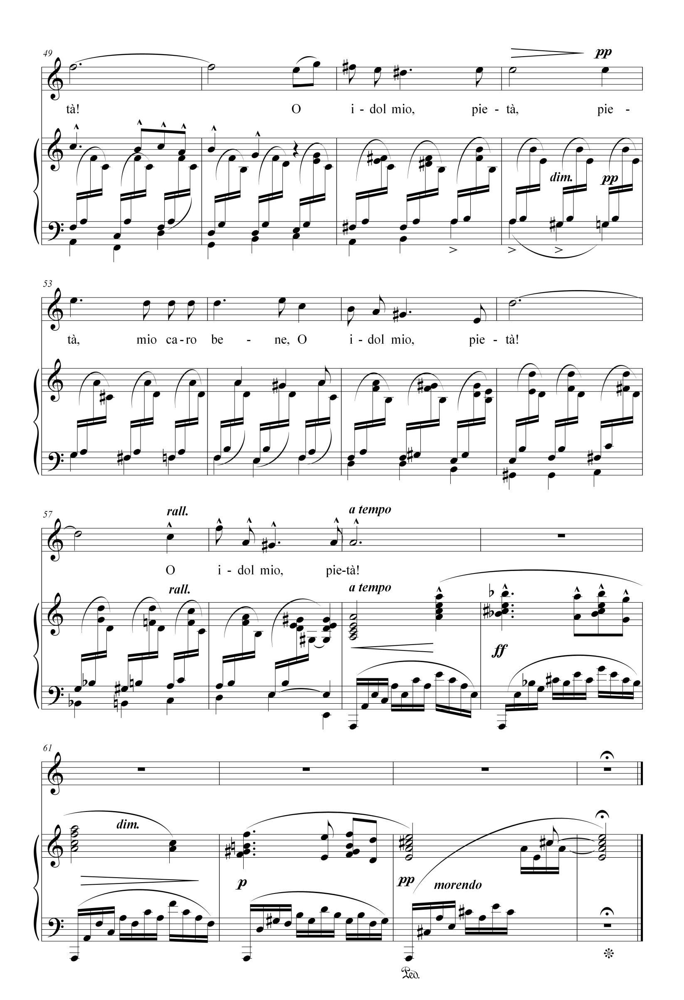 49
pp
tà! O i - dol mio, pie - tà, pie -
dim. pp
53
tà, mio ca - ro be - ne, O i - dol mio, pie - tà!
57
rall. a tempo
O i - dol mio, pie - tà!
rall. a tempo
ff
61
dim.
p pp morendo
Ped.